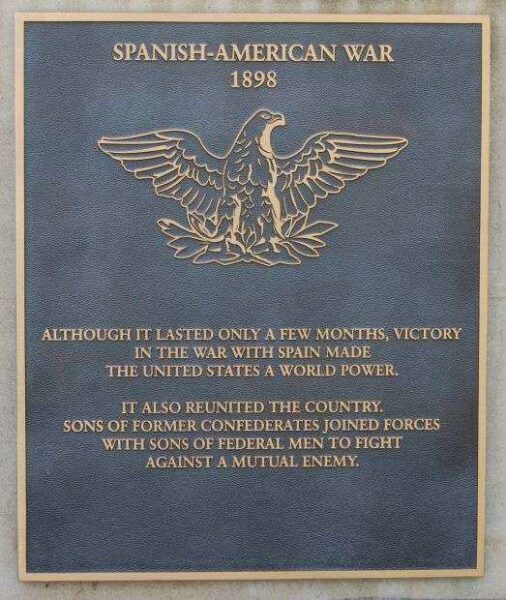 SPANISH-AMERICAN WAR
1898
ALTHOUGH IT LASTED ONLY A FEW MONTHS, VICTORY
IN THE WAR WITH SPAIN MADE
THE UNITED STATES A WORLD POWER.
IT ALSO REUNITED THE COUNTRY.
SONS OF FORMER CONFEDERATES JOINED FORCES
WITH SONS OF FEDERAL MEN TO FIGHT
AGAINST A MUTUAL ENEMY.